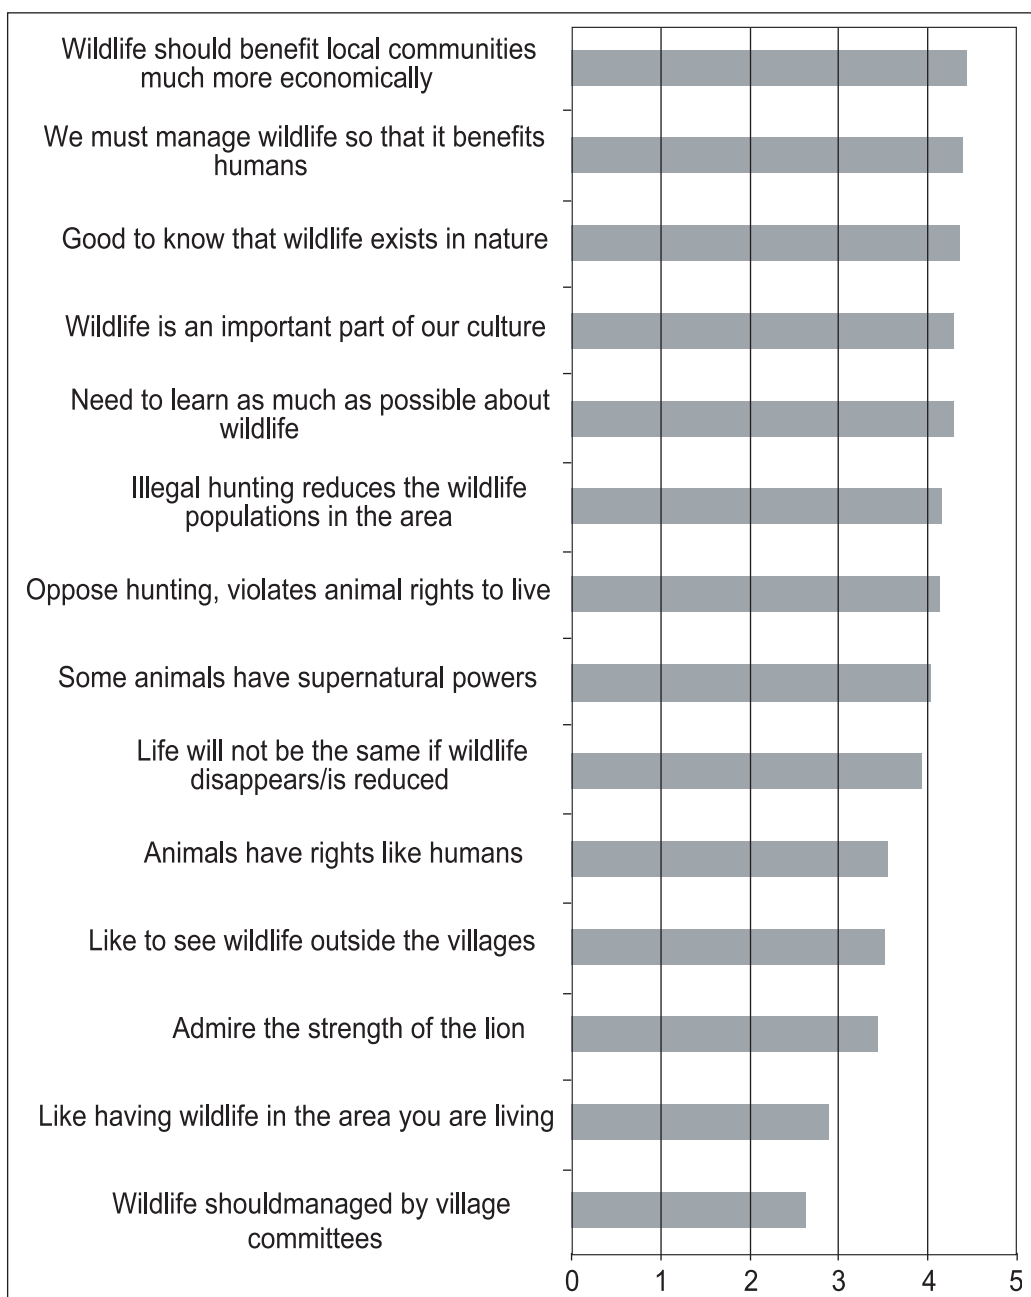 Wildlife should benefit local communities
much more economically
We must manage wildlife so that it benefits
humans
Good to know that wildlife exists in nature
Wildlife is an important part of our culture
Need to learn as much as possible about
wildlife
Illegal hunting reduces the wildlife
populations in the area
Oppose hunting, violates animal rights to live
Some animals have supernatural powers
Life will not be the same if wildlife
disappears/is reduced
Animals have rights like humans
Like to see wildlife outside the villages
Admire the strength of the lion
Like having wildlife in the area you are living
Wildlife shouldmanaged by village
committees
0 1 2 3 4 5